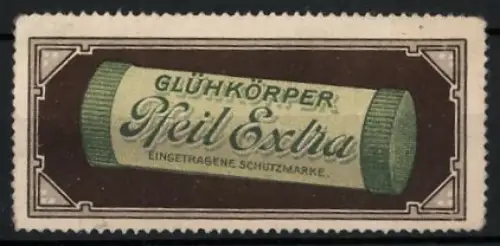 GLÜHKÖRPER
Pfeil Extra
EINGETRAGENE SCHUTZMARKE.